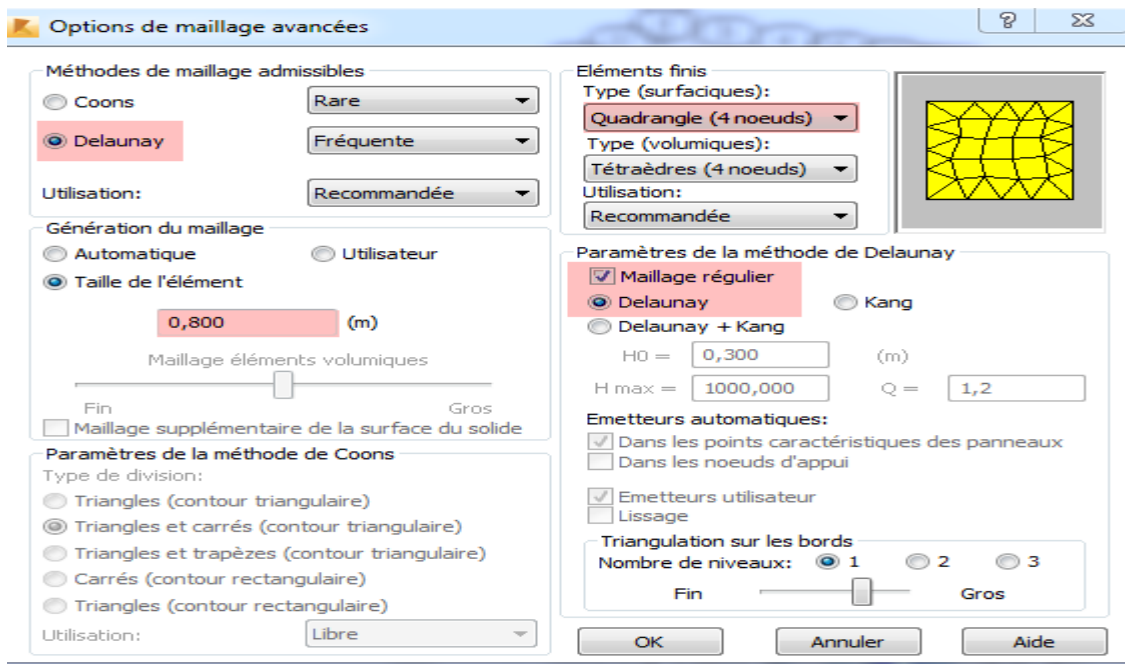 Options de maillage avancées
Méthodes de maillage admissibles
Coons
Rare
Delaunay
Fréquente
Utilisation:
Recommandée
Génération du maillage
Automatique
Utilisateur
Taille de l'élément
0,800
(m)
Maillage éléments volumiques
Fin
Gros
Maillage supplémentaire de la surface du solide
Paramètres de la méthode de Coons
Type de division:
Triangles (contour triangulaire)
Triangles et carrés (contour triangulaire)
Triangles et trapèzes (contour triangulaire)
Carrés (contour rectangulaire)
Triangles (contour rectangulaire)
Utilisation:
Libre
Eléments finis
Type (surfaciques):
Quadrangle (4 noeuds)
Type (volumiques):
Tétraèdres (4 noeuds)
Utilisation:
Recommandée
Paramètres de la méthode de Delaunay
Maillage régulier
Delaunay
Kang
Delaunay + Kang
H0 =
0,300
(m)
H max =
1000,000
Q =
1,2
Emetteurs automatiques:
Dans les points caractéristiques des panneaux
Dans les noeuds d'appui
Emetteurs utilisateur
Lissage
Triangulation sur les bords
Nombre de niveaux:
1
2
3
Fin
Gros
OK
Annuler
Aide